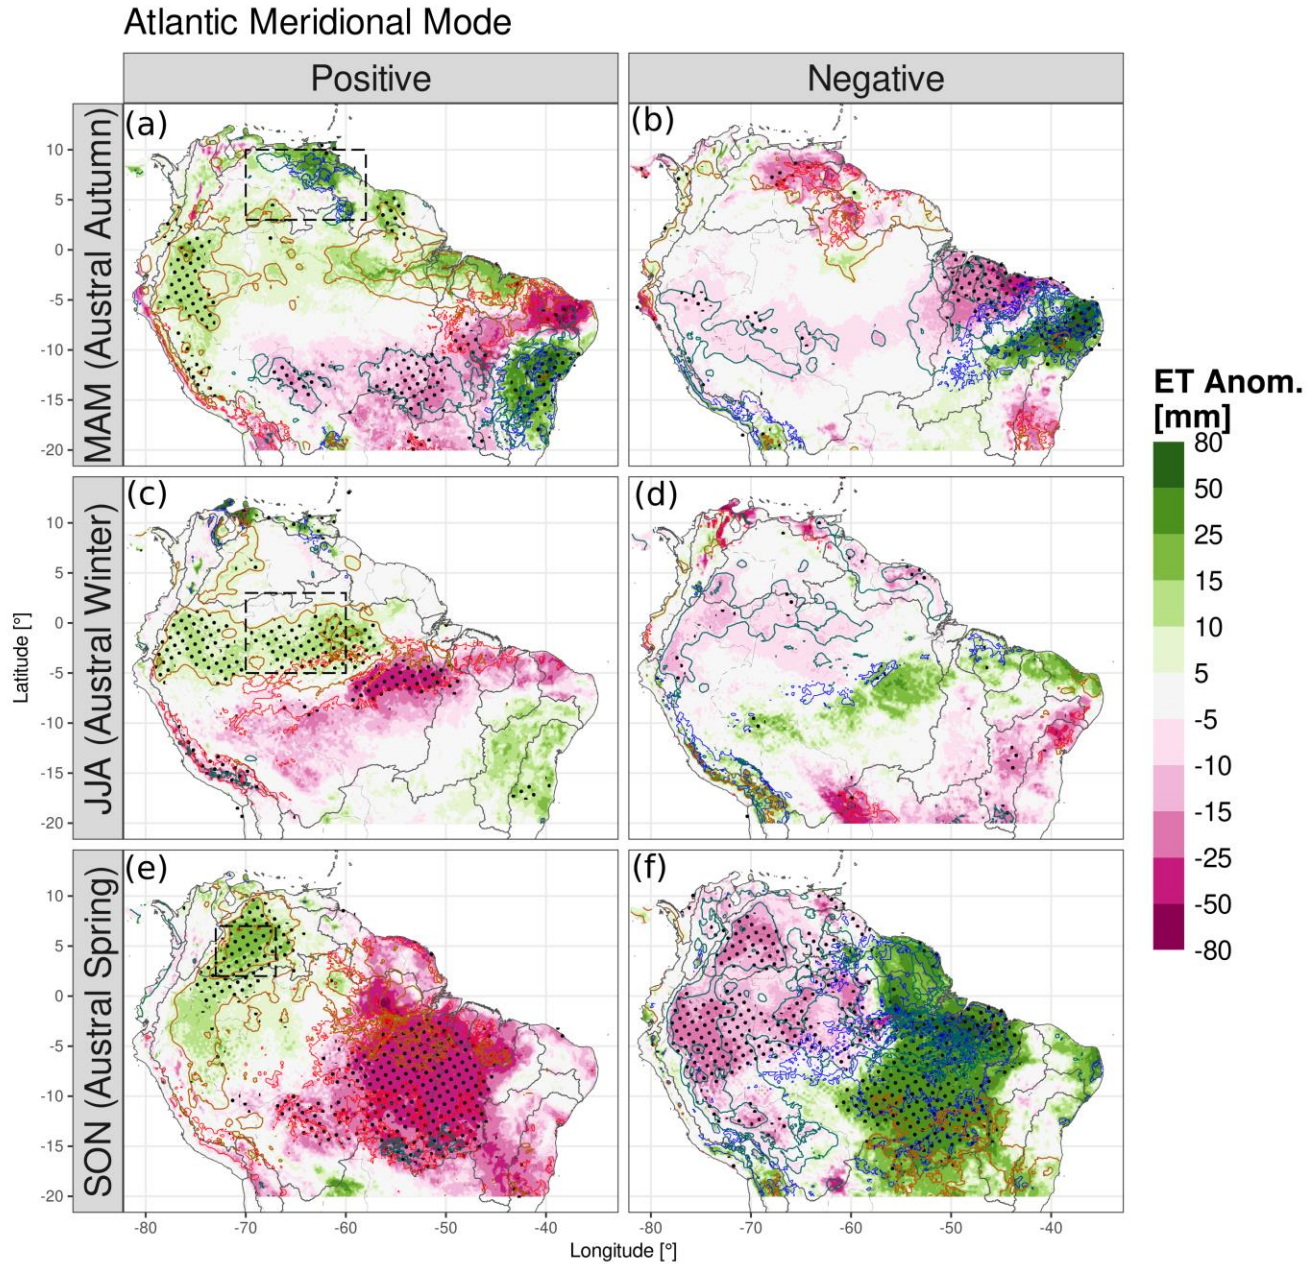 Atlantic Meridional Mode
Positive
Negative
MAM (Austral Autumn)
(a)
(b)
10
5
0
-5
-10
-15
-20
JJA (Austral Winter)
(c)
(d)
10
5
0
-5
-10
-15
-20
SON (Austral Spring)
(e)
(f)
10
5
0
-5
-10
-15
-20
Latitude [°]
-80
-70
-60
-50
-40
-80
-70
-60
-50
-40
Longitude [°]
ET Anom.
[mm]
80
50
25
15
10
5
-5
-10
-15
-25
-50
-80